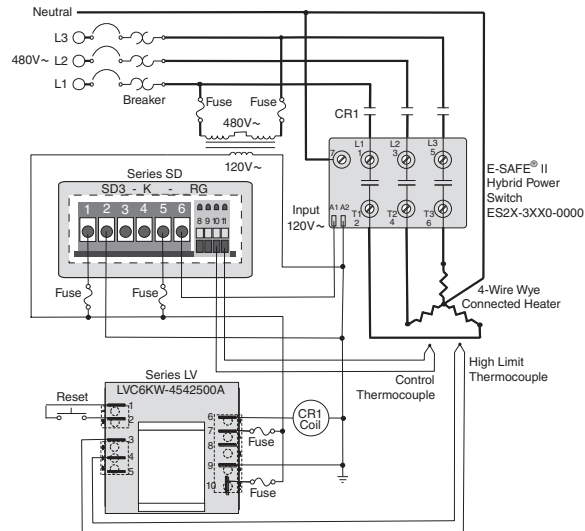 Neutral
L3
480V~ L2
L1
Breaker
Fuse
Fuse
480V~
120V~
CR1
Series SD
SD3 - K_ _ - RG
1 2 3 4 5 6
8 9 10 11
Input
120V~
A1 A2
7
L1
1
L2
3
L3
5
T1
2
T2
4
T3
6
E-SAFE® II
Hybrid Power
Switch
ES2X-3XX0-0000
Fuse
Fuse
4-Wire Wye
Connected Heater
High Limit
Thermocouple
Control
Thermocouple
Series LV
LVC6KW-4542500A
Reset
1
2
3
4
5
6
7
8
9
10
CR1
Coil
Fuse
Fuse